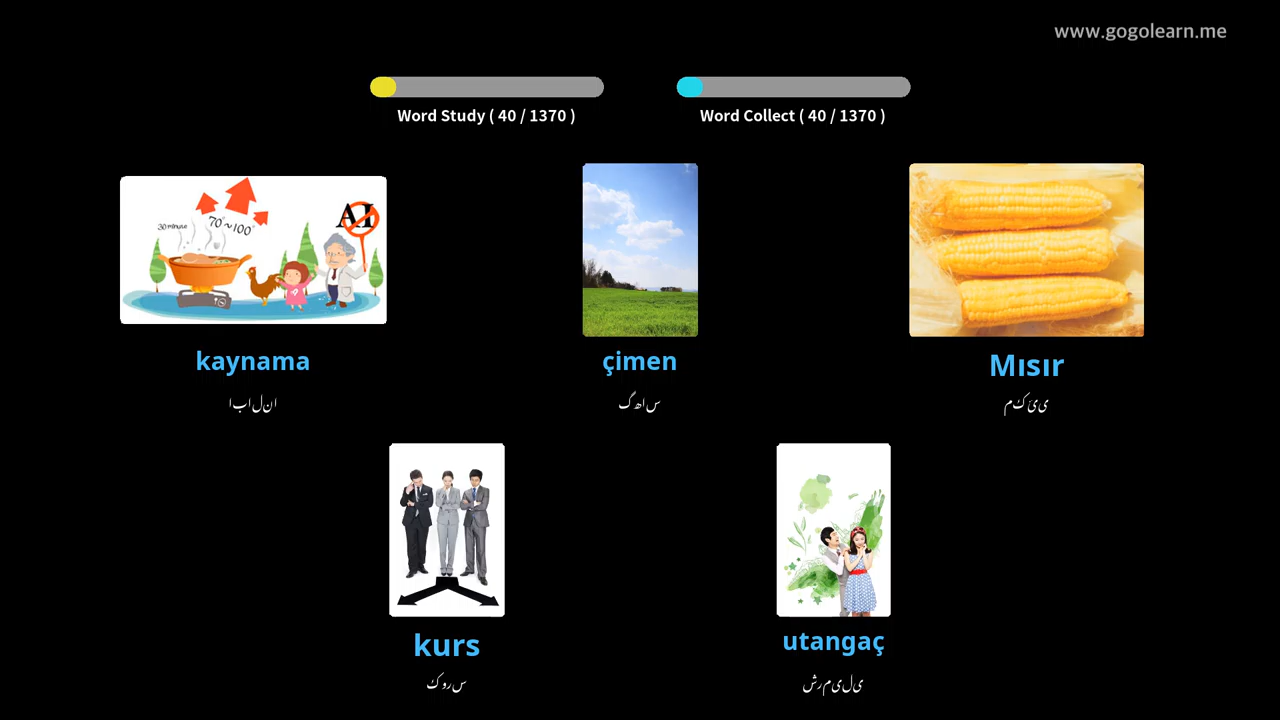 www.gogolearn.me
Word Study ( 40 / 1370 )
Word Collect ( 40 / 1370 )
kaynama
çimen
Mısır
ابالنا
گھاس
مکئی
kurs
utangaç
کورس
شرمیلی